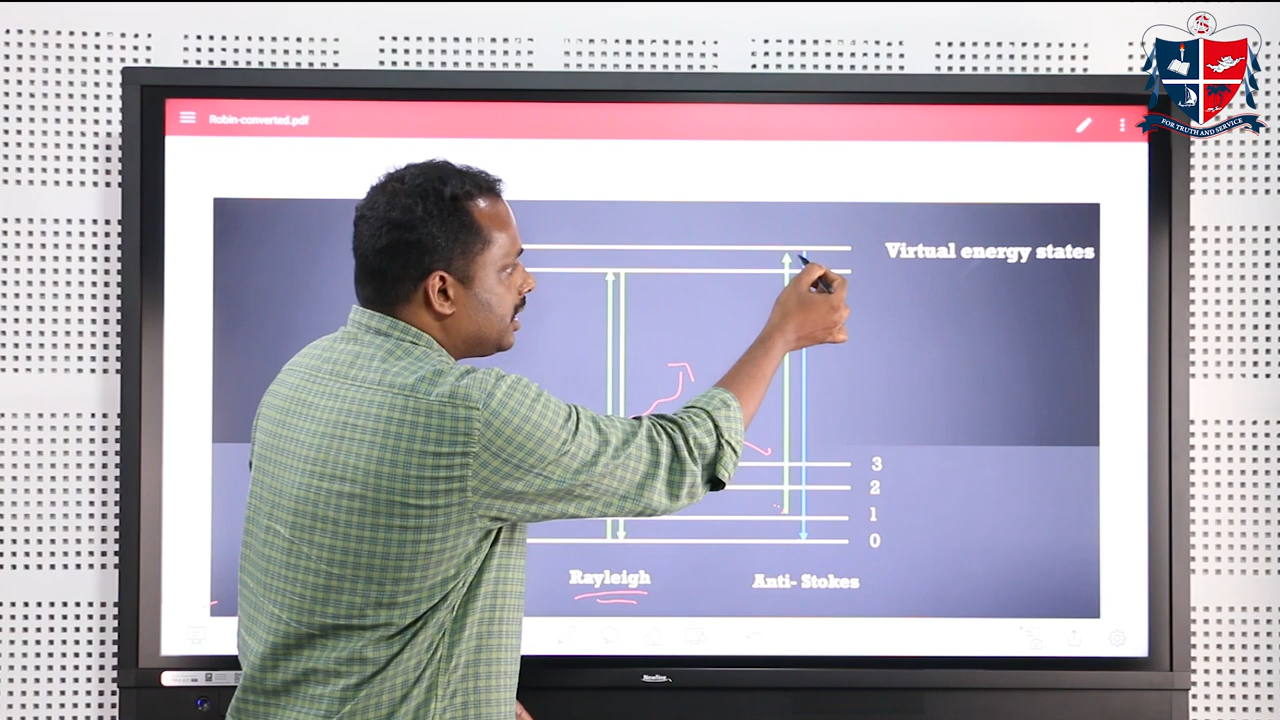 Robin-converted.pdf
FOR TRUTH AND SERVICE
Virtual energy states
3
2
1
0
Rayleigh
Anti- Stokes